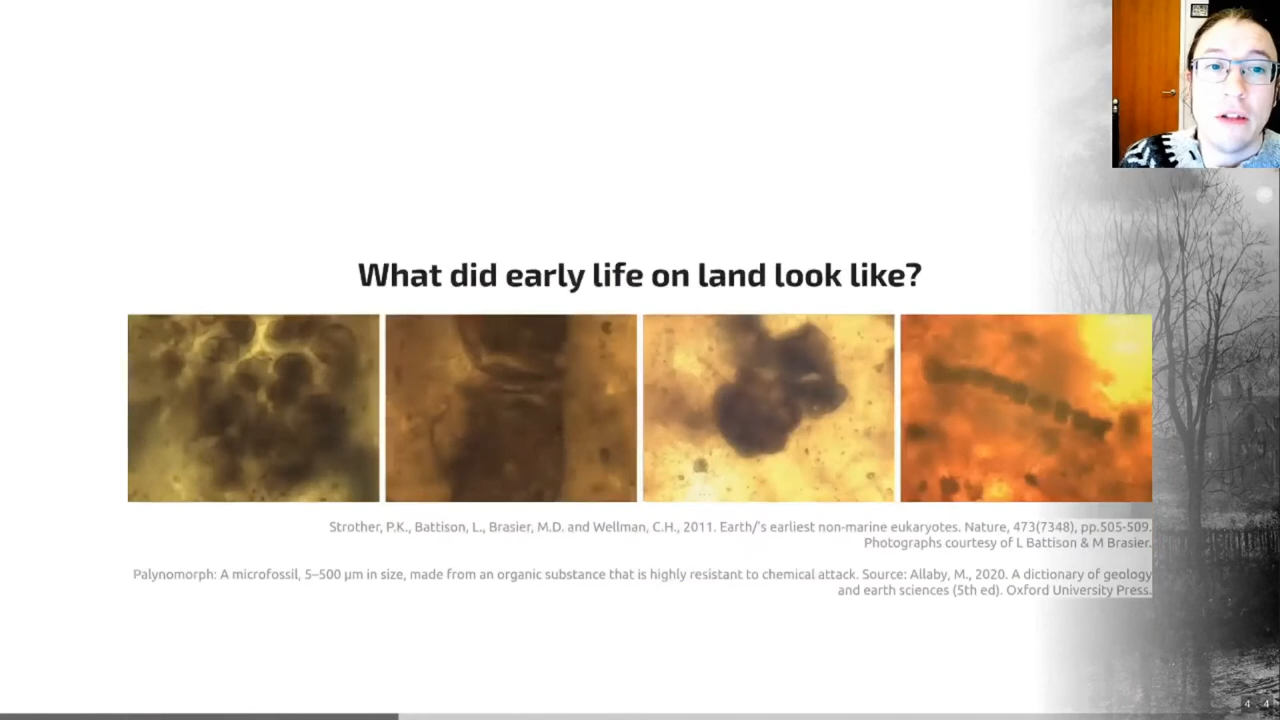 What did early life on land look like?
Strother, P.K., Battison, L., Brasier, M.D. and Wellman, C.H., 2011. Earth/'s earliest non-marine eukaryotes. Nature, 473(7348), pp.505-509.
Photographs courtesy of L Battison & M Brasier.
Palynomorph: A microfossil, 5–500 μm in size, made from an organic substance that is highly resistant to chemical attack. Source: Allaby, M., 2020. A dictionary of geology
and earth sciences (5th ed). Oxford University Press.
4 4